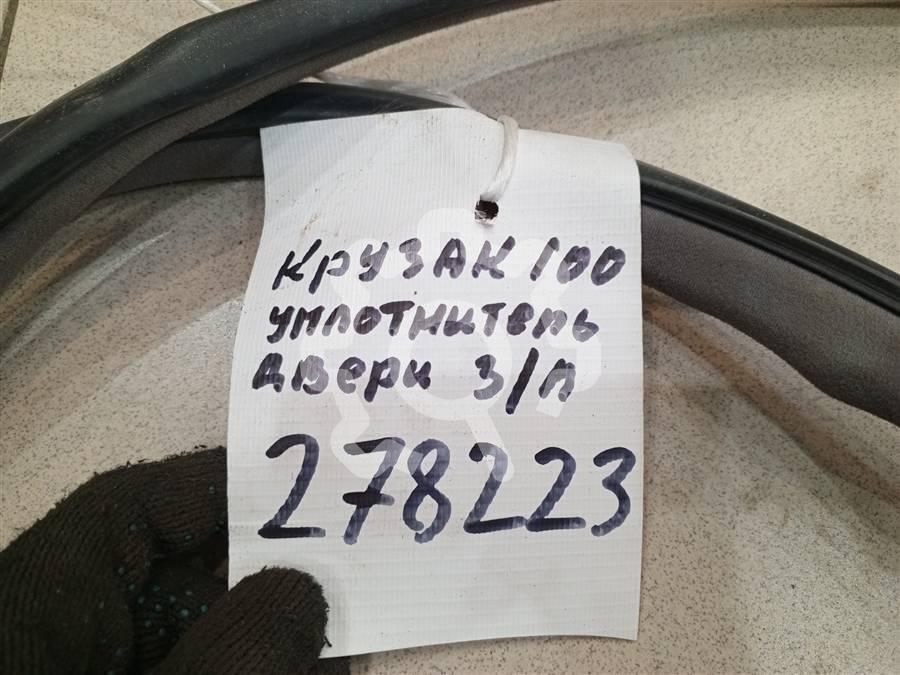 КРУЗАК 100
уплотнитель
двери З/Л
278223